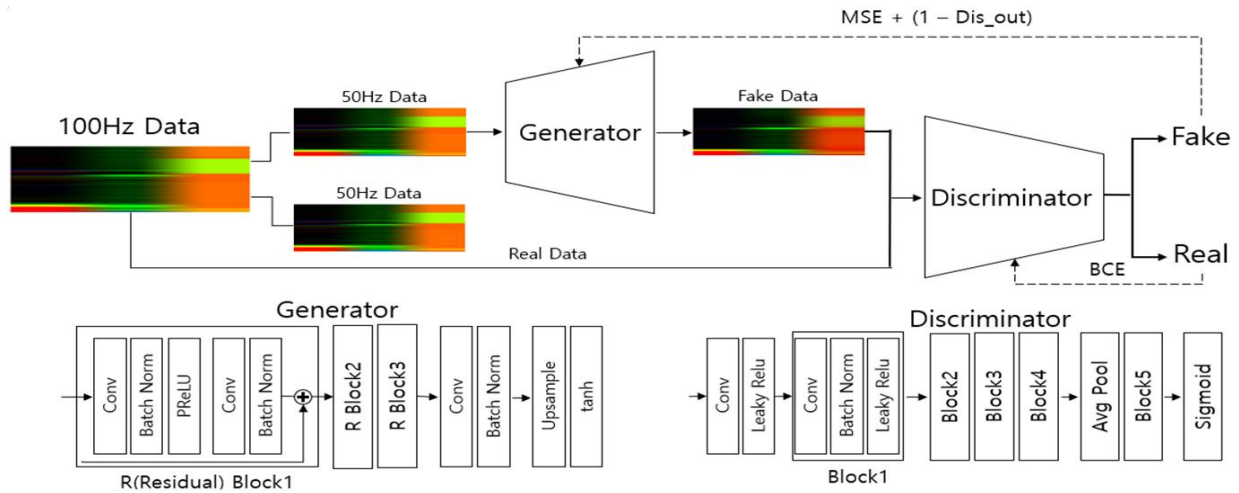 MSE + (1 – Dis_out)
50Hz Data
Fake Data
100Hz Data
Generator
Fake
50Hz Data
Discriminator
Real Data
Real
BCE
Generator
Conv
Batch Norm
PReLU
Conv
Batch Norm
R Block2
R Block3
Conv
Batch Norm
Upsample
tanh
R(Residual) Block1
Discriminator
Conv
Leaky Relu
Conv
Batch Norm
Leaky Relu
Block2
Block3
Block4
Avg Pool
Block5
Sigmoid
Block1